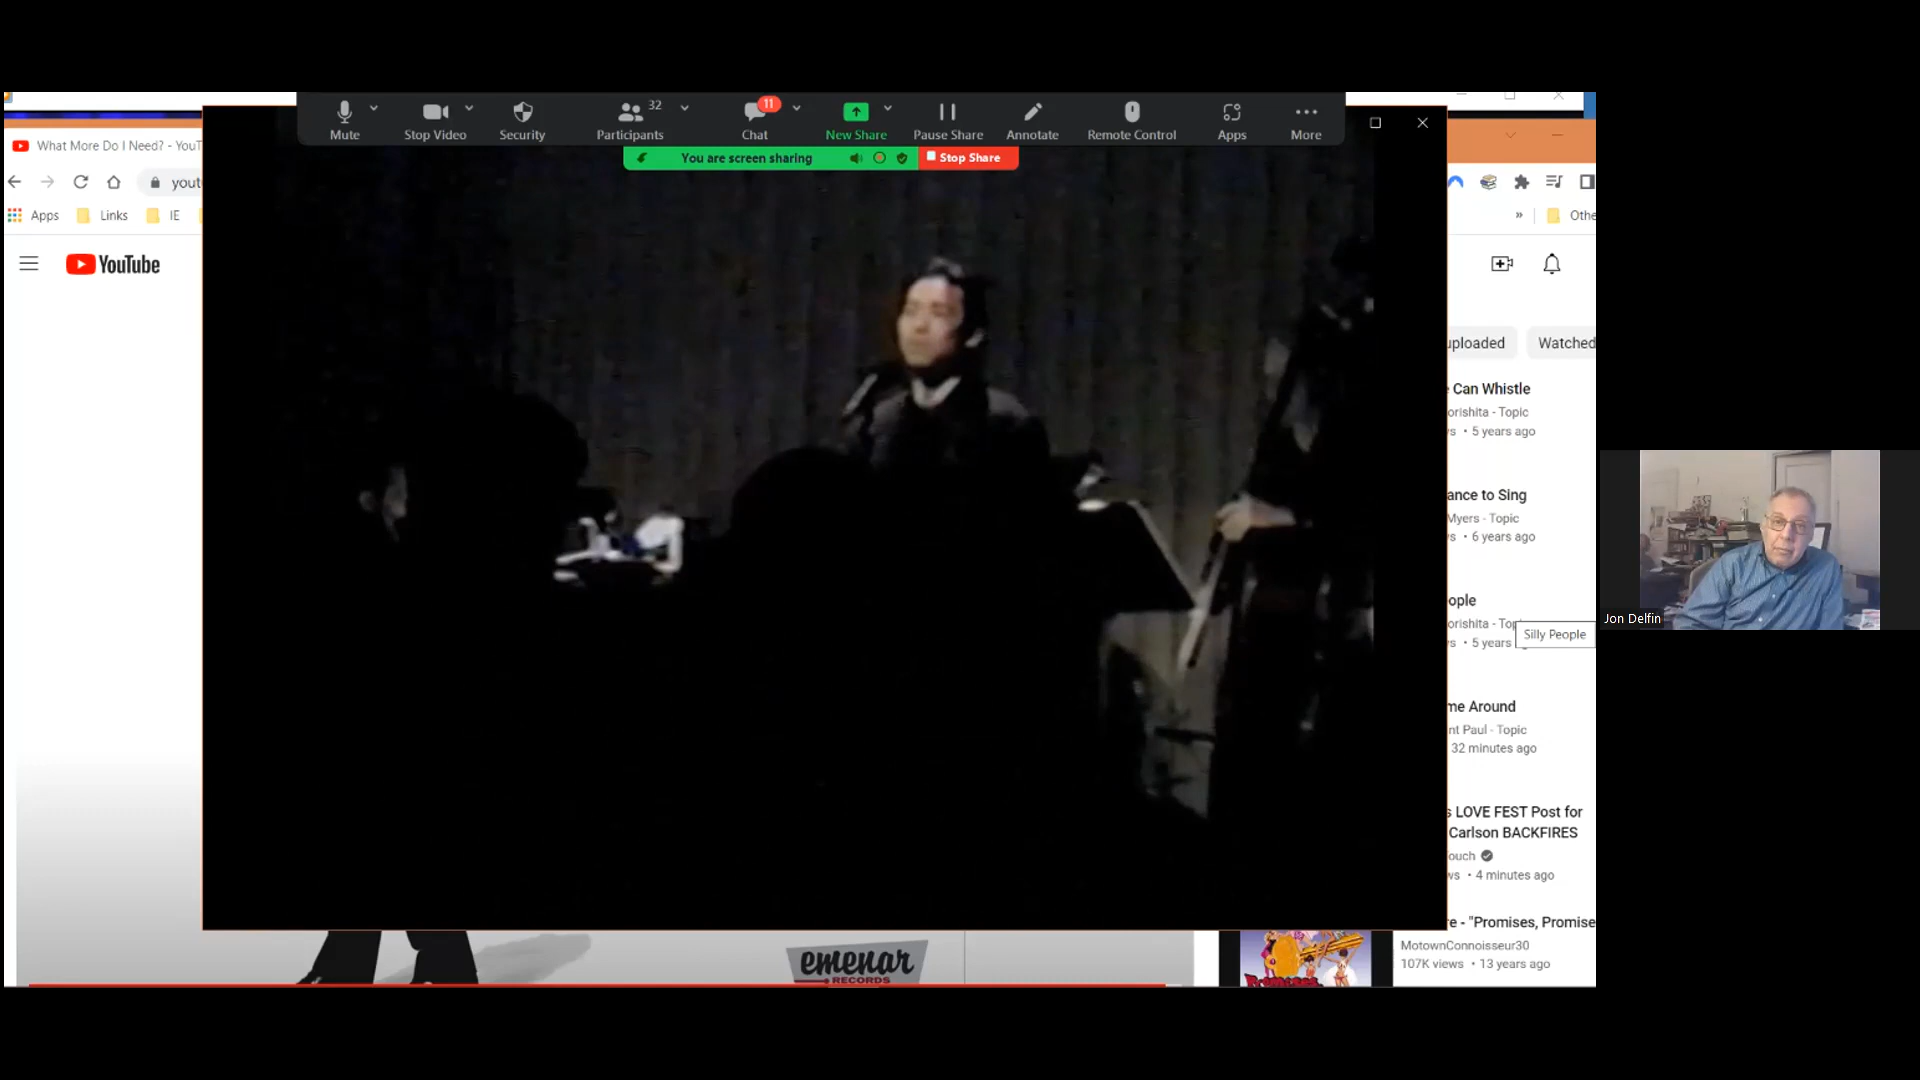 32
11
Mute
Stop Video
Security
Participants
Chat
New Share
Pause Share
Annotate
Remote Control
Apps
More
You are screen sharing
Stop Share
What More Do I Need? - YouT
yout
Apps
Links
IE
»
Othe
YouTube
uploaded
Watched
Can Whistle
orishita - Topic
• 5 years ago
ance to Sing
Myers - Topic
• 6 years ago
ople
orishita - Top
• 5 years
Silly People
Jon Delfin
me Around
nt Paul - Topic
32 minutes ago
s LOVE FEST Post for
Carlson BACKFIRES
ouch
• 4 minutes ago
re - "Promises, Promise
MotownConnoisseur30
107K views • 13 years ago
emenar
RECORDS